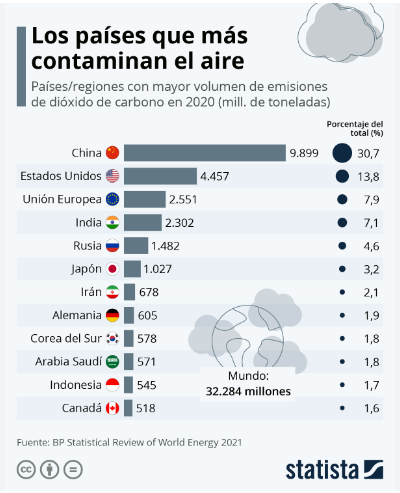 Los países que más
contaminan el aire
Países/regiones con mayor volumen de emisiones
de dióxido de carbono en 2020 (mill. de toneladas)
Porcentaje del
total (%)
China 9.899 30,7
Estados Unidos 4.457 13,8
Unión Europea 2.551 7,9
India 2.302 7,1
Rusia 1.482 4,6
Japón 1.027 3,2
Irán 678 2,1
Alemania 605 1,9
Corea del Sur 578 1,8
Arabia Saudí 571 1,8
Indonesia 545 1,7
Canadá 518 1,6
Mundo:
32.284 millones
Fuente: BP Statistical Review of World Energy 2021
cc
statista